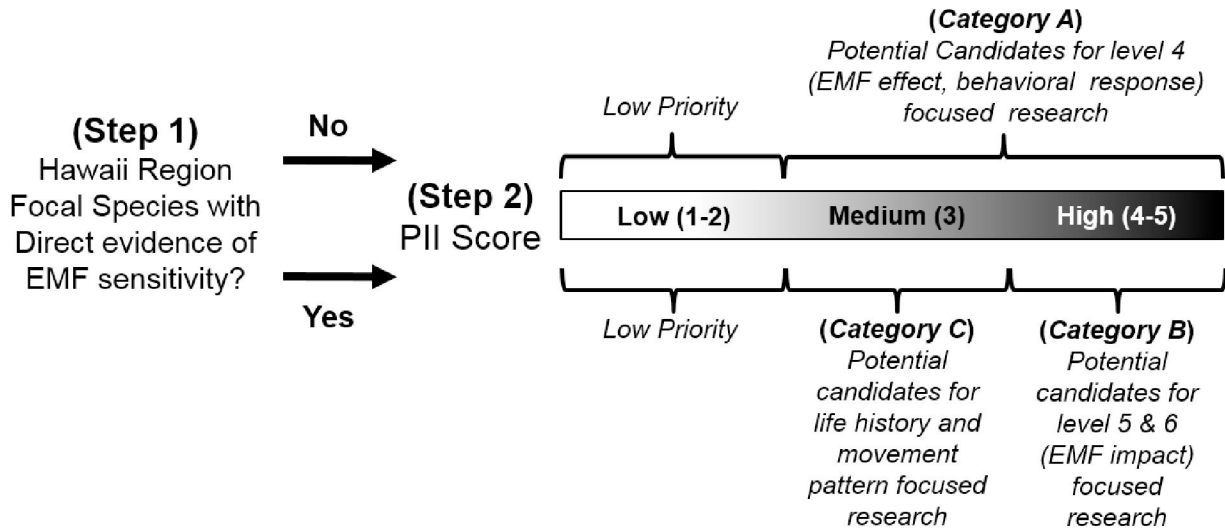 (Step 1)
Hawaii Region
Focal Species with
Direct evidence of
EMF sensitivity?
No
Yes
(Step 2)
PII Score
Low Priority
(Category A)
Potential Candidates for level 4
(EMF effect, behavioral response)
focused research
Low (1-2)
Medium (3)
High (4-5)
Low Priority
(Category C)
Potential
candidates for
life history and
movement
pattern focused
research
(Category B)
Potential
candidates for
level 5 & 6
(EMF impact)
focused
research